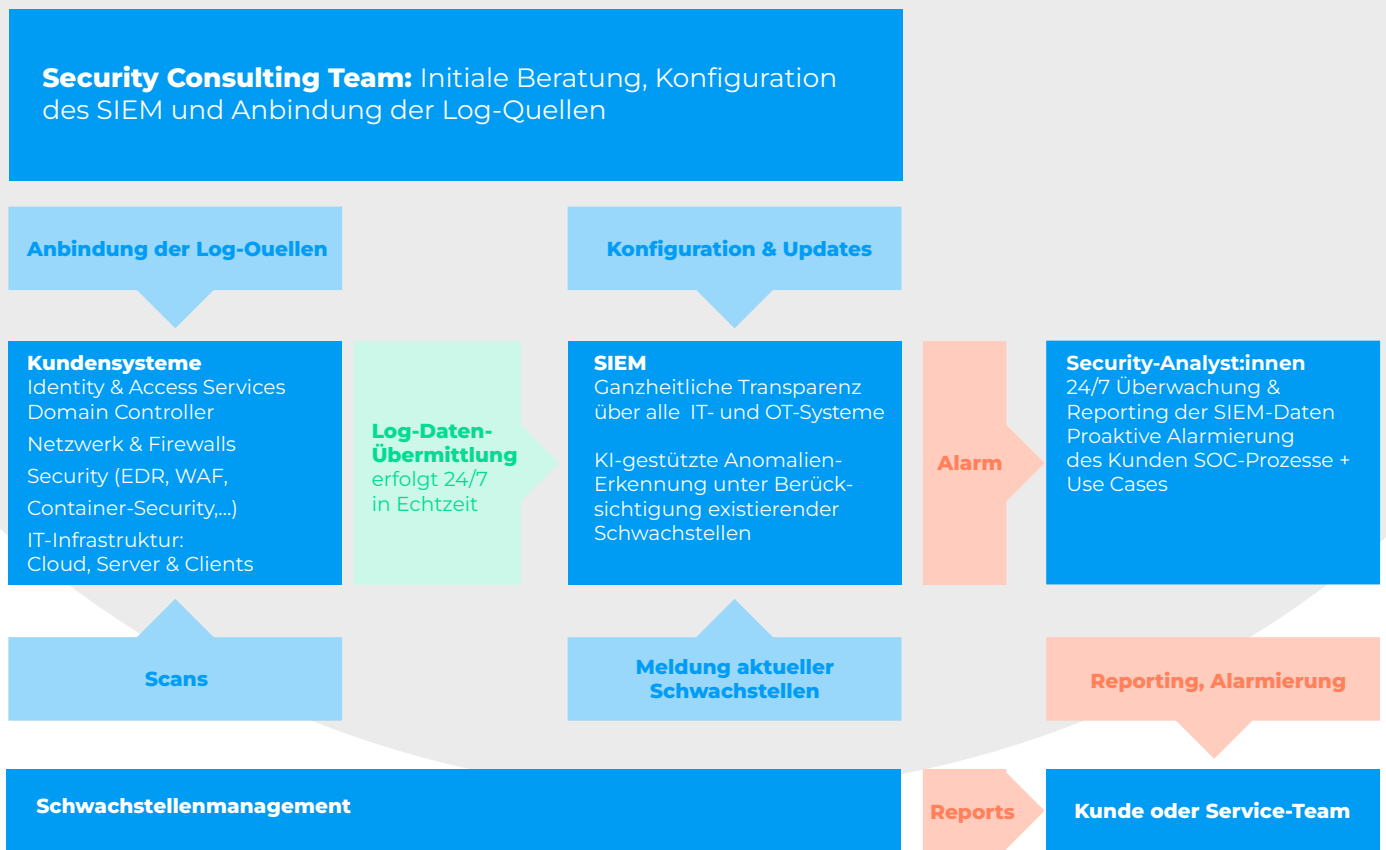 Security Consulting Team: Initiale Beratung, Konfiguration
des SIEM und Anbindung der Log-Quellen
Anbindung der Log-Ouellen
Konfiguration & Updates
Kundensysteme
Identity & Access Services
Domain Controller
Netzwerk & Firewalls
Security (EDR, WAF,
Container-Security,...)
IT-Infrastruktur:
Cloud, Server & Clients
Log-Daten-
Übermittlung
erfolgt 24/7
in Echtzeit
SIEM
Ganzheitliche Transparenz
über alle IT- und OT-Systeme
KI-gestützte Anomalien-
Erkennung unter Berück-
sichtigung existierender
Schwachstellen
Alarm
Security-Analyst:innen
24/7 Überwachung &
Reporting der SIEM-Daten
Proaktive Alarmierung
des Kunden SOC-Prozesse +
Use Cases
Scans
Meldung aktueller
Schwachstellen
Reporting, Alarmierung
Schwachstellenmanagement
Reports
Kunde oder Service-Team